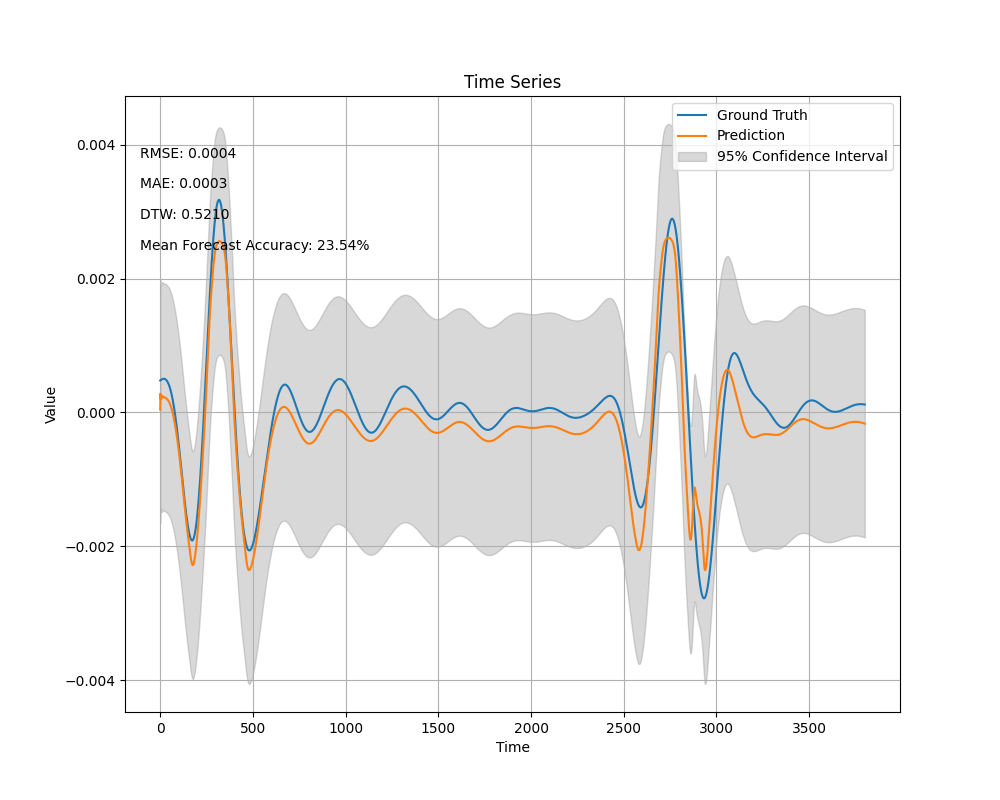 Time Series
Ground Truth
Prediction
95% Confidence Interval
RMSE: 0.0004
MAE: 0.0003
DTW: 0.5210
Mean Forecast Accuracy: 23.54%
0.004
0.002
0.000
−0.002
−0.004
Value
0 500 1000 1500 2000 2500 3000 3500
Time